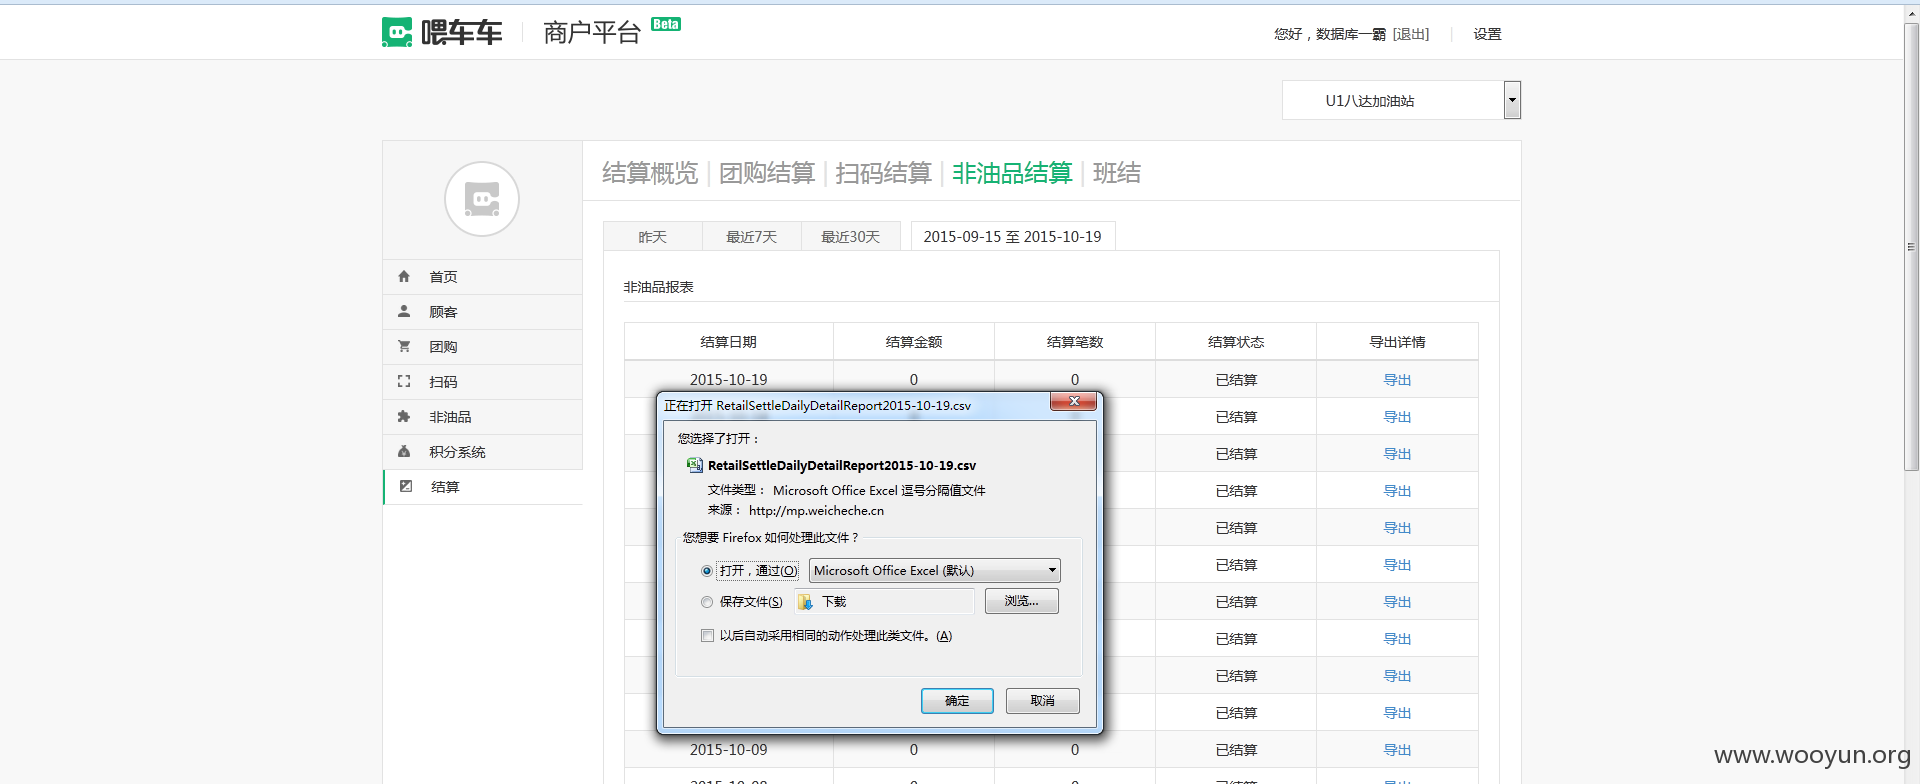 喂车车 商户平台 Beta
您好，数据库一霸 [退出] 设置
U1八达加油站
结算概览 团购结算 扫码结算 非油品结算 班结
昨天 最近7天 最近30天 2015-09-15 至 2015-10-19
首页
顾客
团购
扫码
非油品
积分系统
结算
非油品报表
结算日期 结算金额 结算笔数 结算状态 导出详情
2015-10-19 0 0 已结算 导出
已结算 导出
已结算 导出
已结算 导出
已结算 导出
已结算 导出
已结算 导出
已结算 导出
已结算 导出
已结算 导出
2015-10-09 0 0 已结算 导出
正在打开 RetailSettleDailyDetailReport2015-10-19.csv
您选择了打开：
RetailSettleDailyDetailReport2015-10-19.csv
文件类型： Microsoft Office Excel 逗号分隔值文件
来源： http://mp.weicheche.cn
您想要 Firefox 如何处理此文件？
打开，通过(O) Microsoft Office Excel (默认)
保存文件(S) 下载 浏览...
以后自动采用相同的动作处理此类文件。(A)
确定 取消
www.wooyun.org